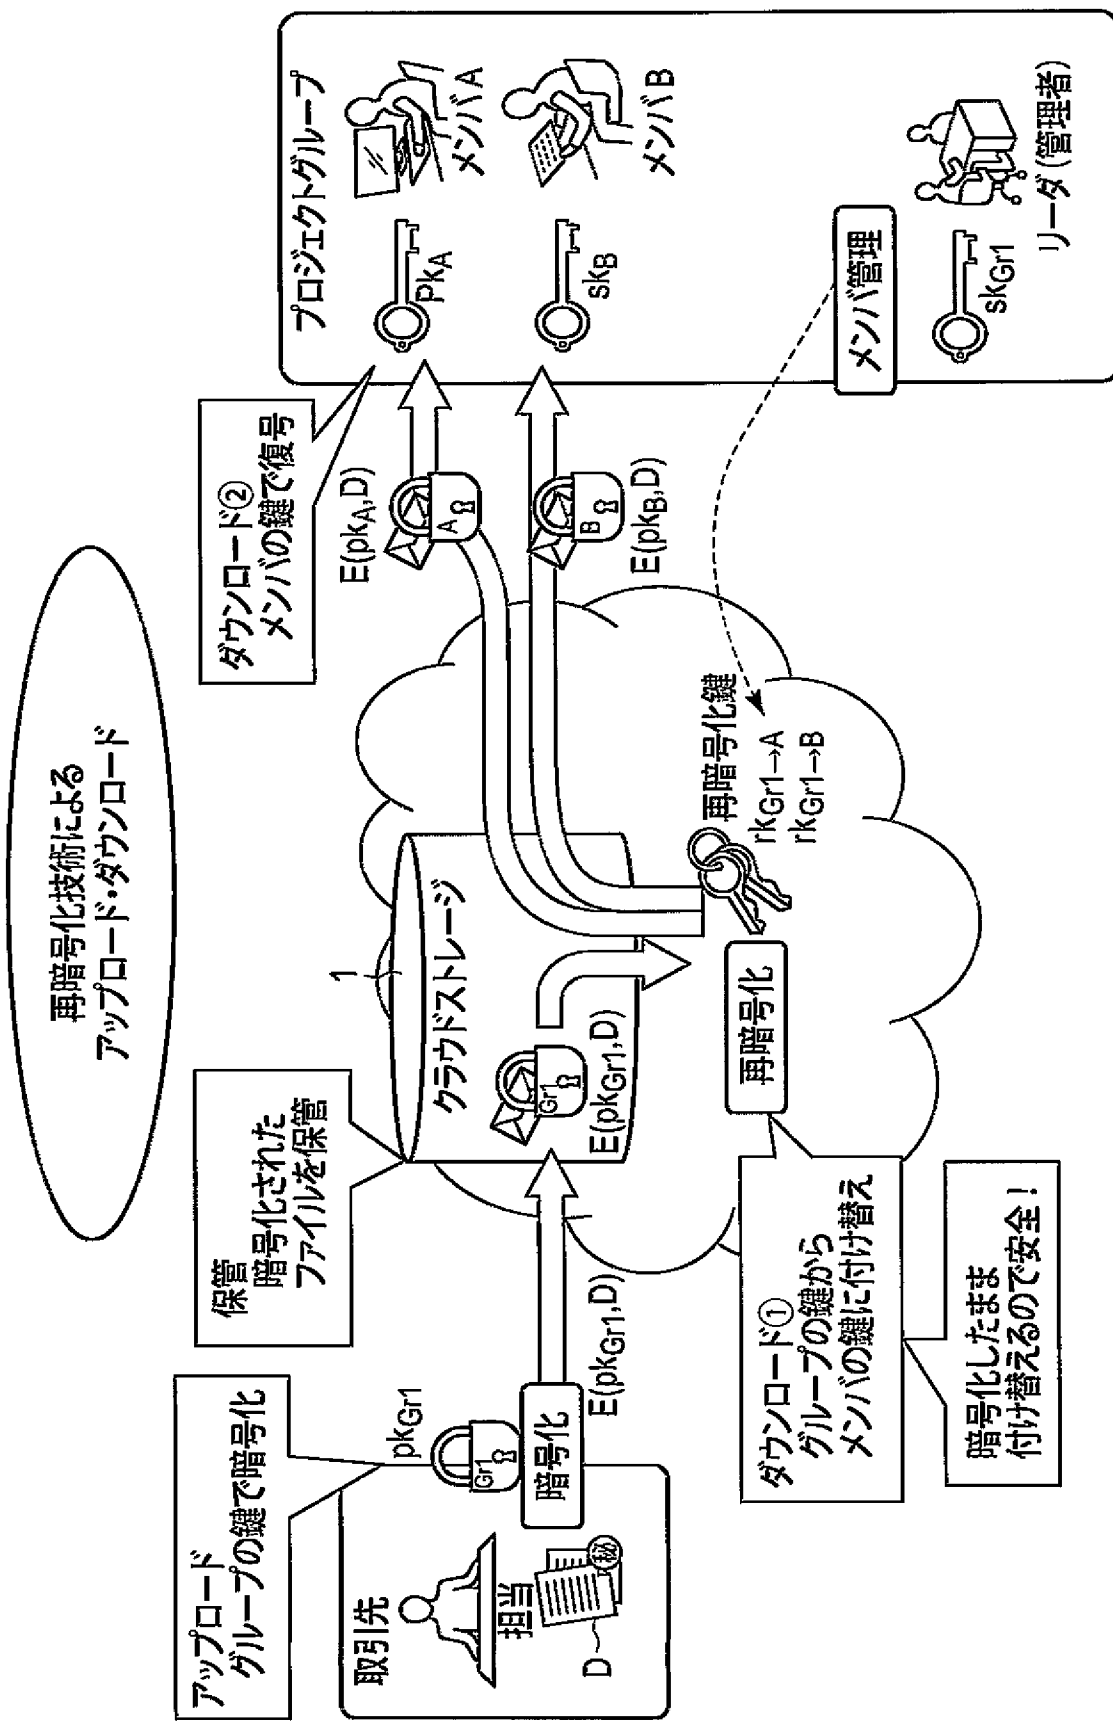 再暗号化技術による
アップロード・ダウンロード
アップロード
グループの鍵で暗号化
保管
暗号化された
ファイルを保管
ダウンロード②
メンバの鍵で復号
取引先
担当
D
秘
pkGr1
Gr1
暗号化
E(pkGr1,D)
1
クラウドストレージ
Gr1
E(pkGr1,D)
再暗号化
再暗号化鍵
rkGr1→A
rkGr1→B
E(pkA,D)
A
B
E(pkB,D)
プロジェクトグループ
pkA
メンバA
skB
メンバB
メンバ管理
skGr1
リーダ(管理者)
ダウンロード①
グループの鍵から
メンバの鍵に付け替え
暗号化したまま
付け替えるので安全!